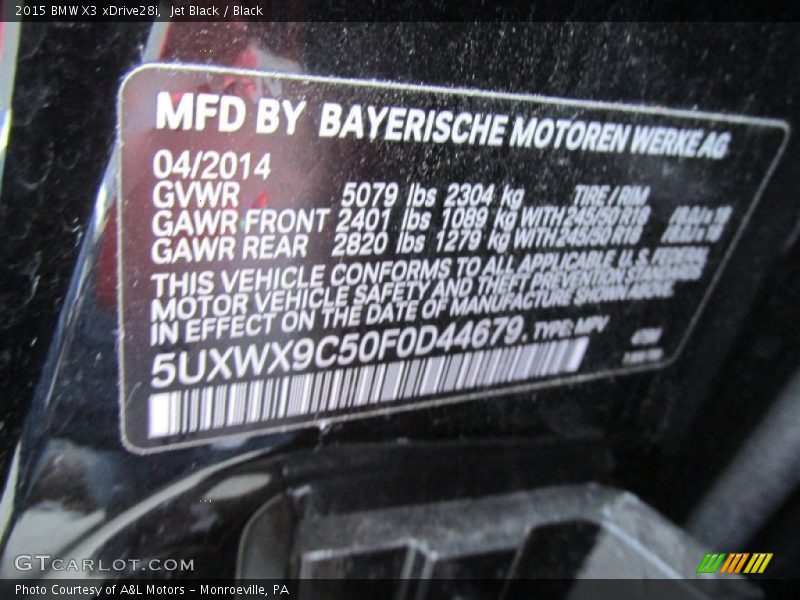 2015 BMW X3 xDrive28i, Jet Black / Black
MFD BY BAYERISCHE MOTOREN WERKE AG
04/2014
GVWR 5079 lbs 2304 kg TIRE / RIM
GAWR FRONT 2401 lbs 1089 kg WITH 245/50 R18
GAWR REAR 2820 lbs 1279 kg WITH 245/50 R18
THIS VEHICLE CONFORMS TO ALL APPLICABLE U. S. FEDERAL
MOTOR VEHICLE SAFETY AND THEFT PREVENTION STANDARDS
IN EFFECT ON THE DATE OF MANUFACTURE SHOWN ABOVE.
5UXWX9C50F0D44679. TYPE: MPV
GTCARLOT.COM
Photo Courtesy of A&L Motors - Monroeville, PA